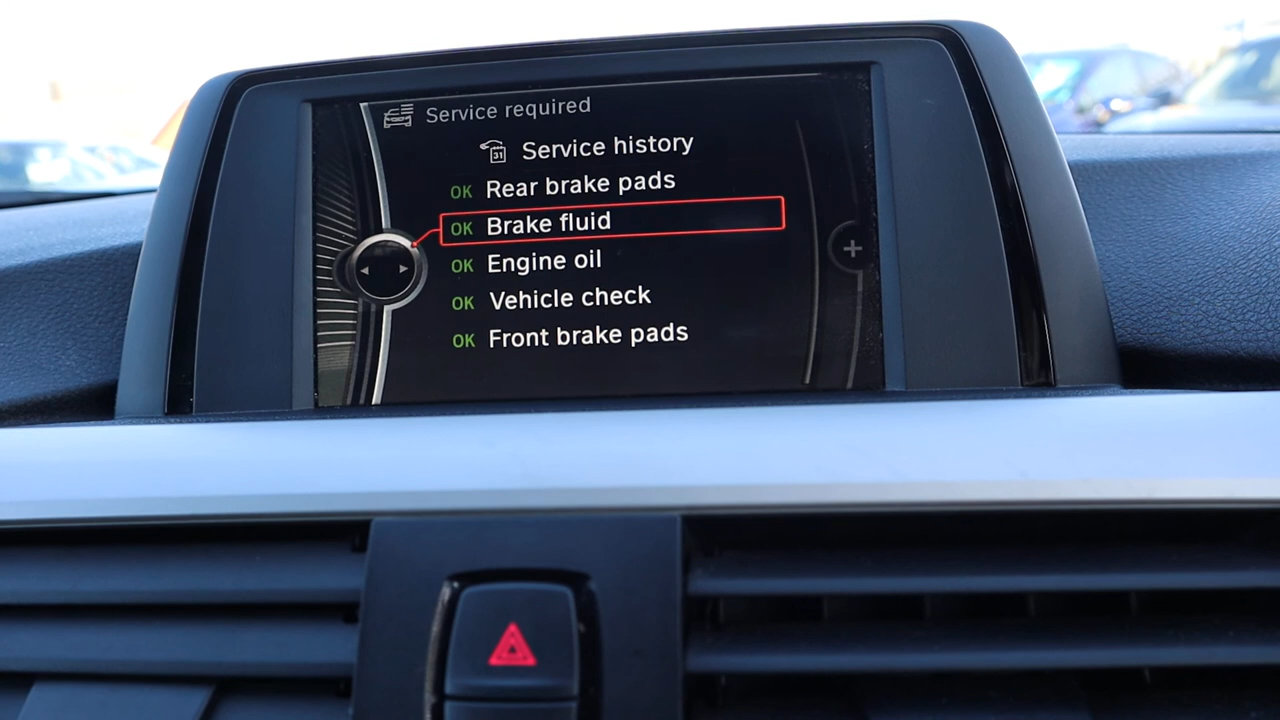 Service required
31 Service history
OK Rear brake pads
OK Brake fluid
OK Engine oil
OK Vehicle check
OK Front brake pads